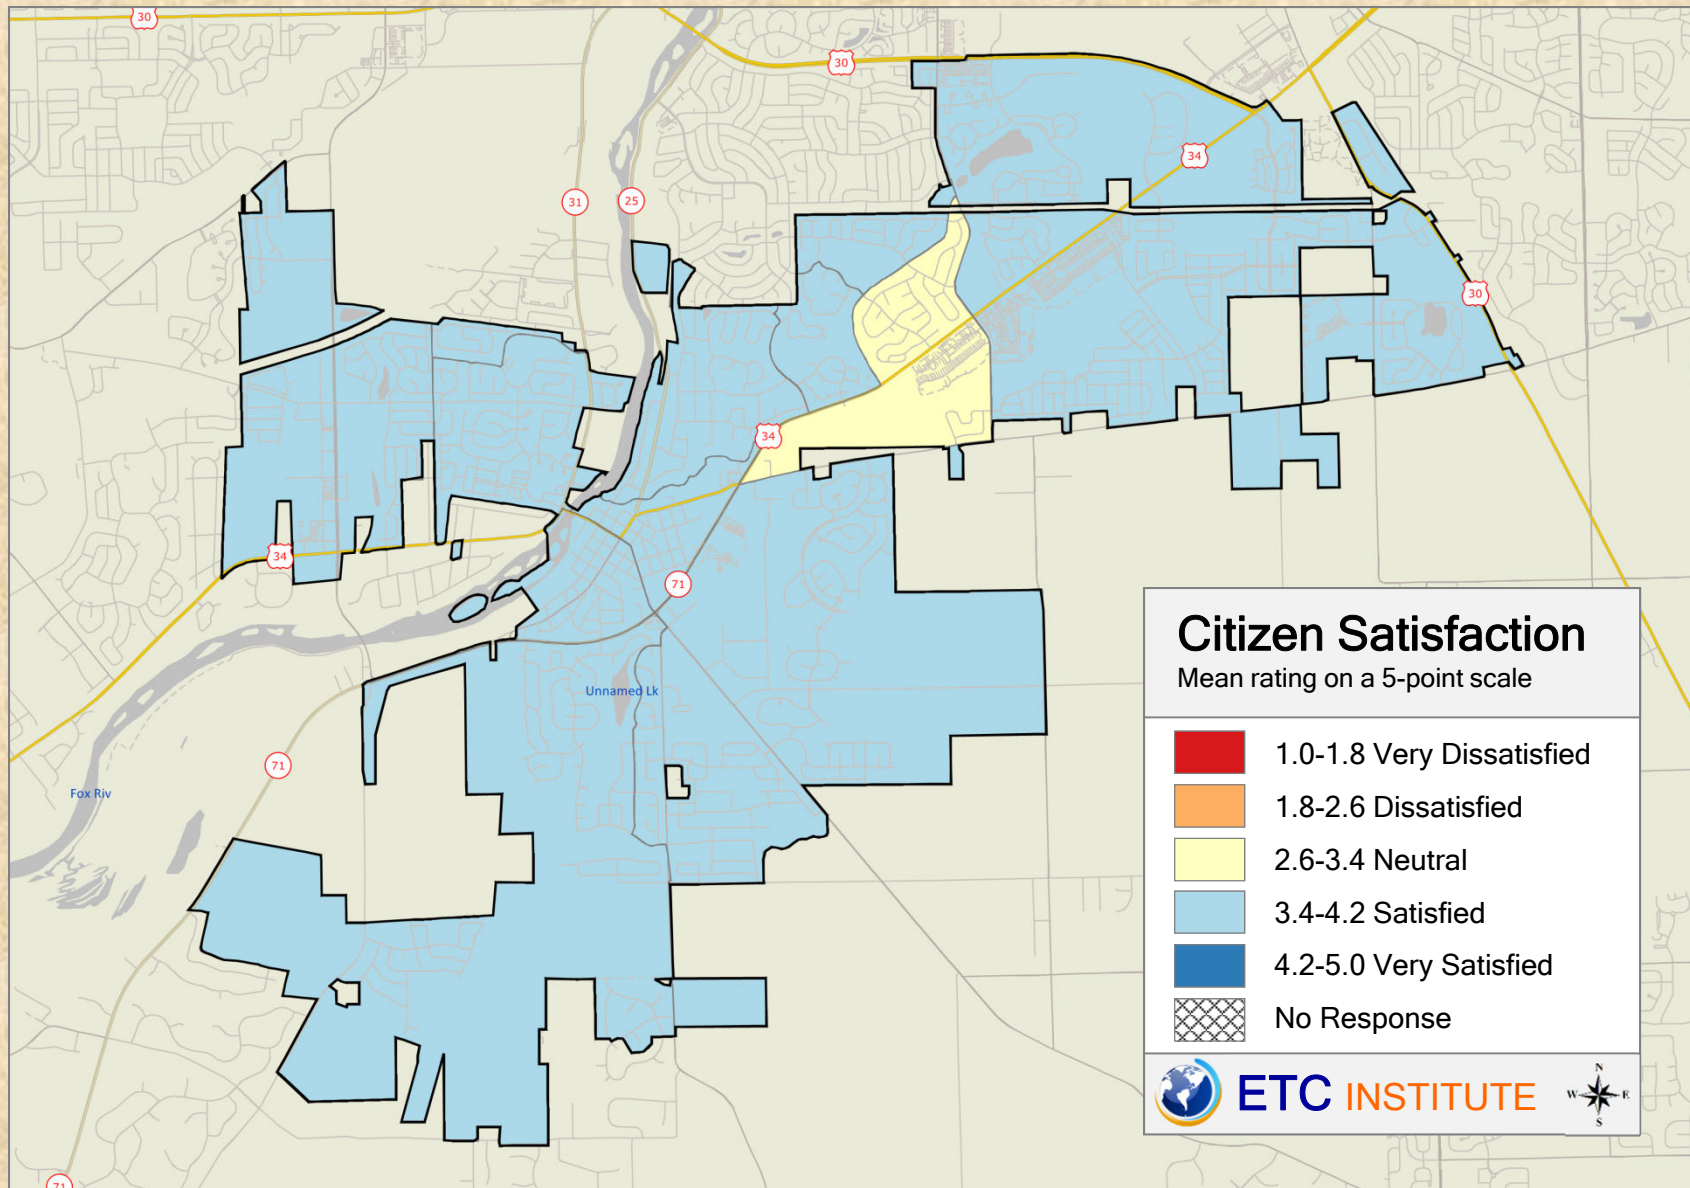 30
30
34
31
25
30
34
34
71
Unnamed Lk
71
Fox Riv
71
Citizen Satisfaction
Mean rating on a 5-point scale
1.0-1.8 Very Dissatisfied
1.8-2.6 Dissatisfied
2.6-3.4 Neutral
3.4-4.2 Satisfied
4.2-5.0 Very Satisfied
No Response
ETC INSTITUTE
N
W E
S